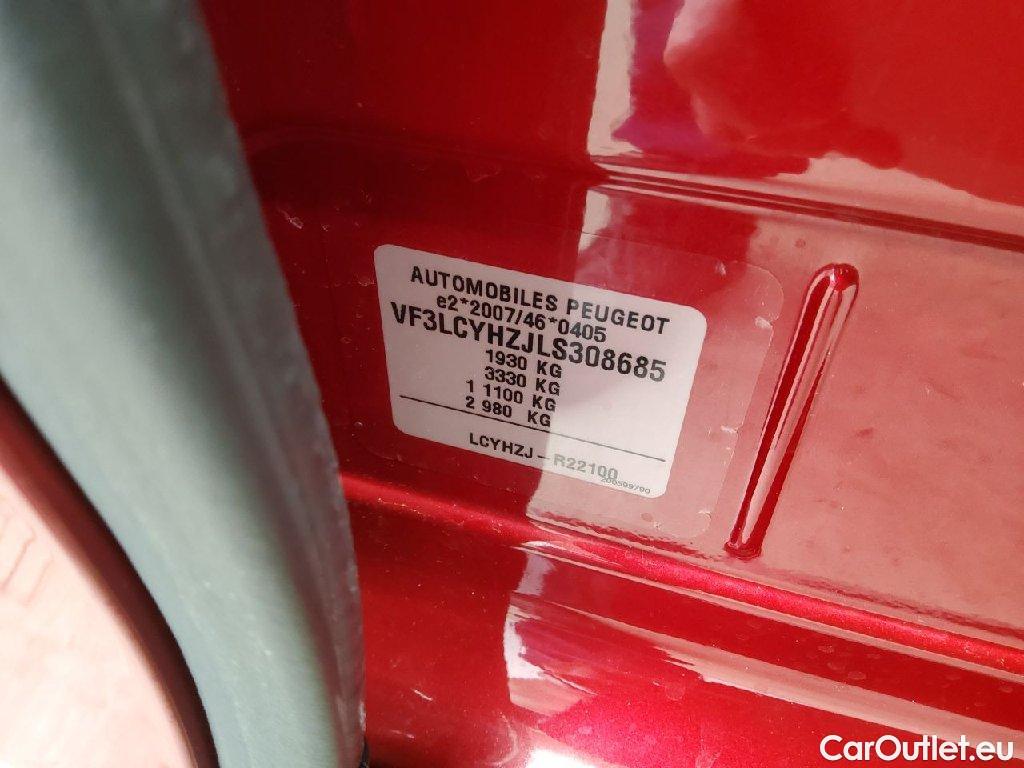 AUTOMOBILES PEUGEOT
e2*2007/46*0405
VF3LCYHZJLS308685
1930 KG
3330 KG
1 1100 KG
2 980 KG
LCYHZJ - R22100
CarOutlet.eu